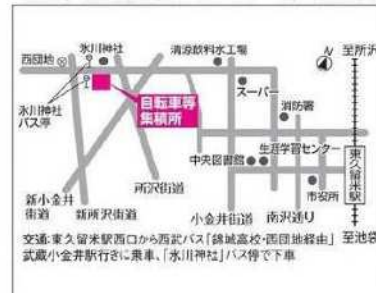 氷川神社
清涼飲料水工場
N
至所沢
西団地
スーパー
氷川神社
バス停
自転車等
集積所
消防署
生涯学習センター
中央図書館
東久留米駅
所沢街道
市役所
新小金井
街道
新所沢街道
小金井街道
南沢通り
至池袋
交通:東久留米駅西口から西武バス「錦城高校・西団地経由」
武蔵小金井駅行きに乗車、「氷川神社」バス停で下車